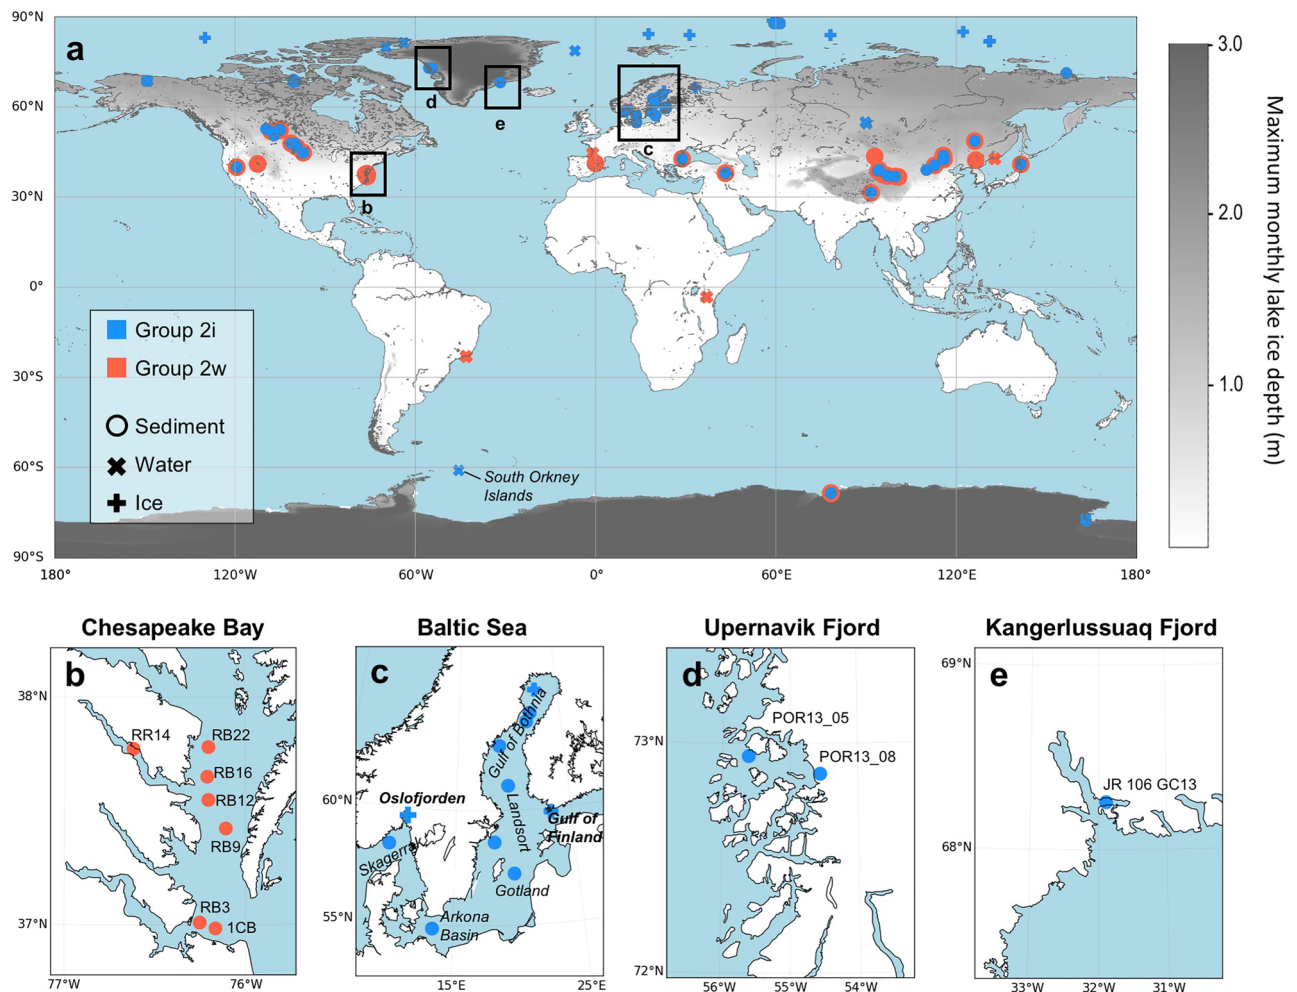 a
90°N
60°N
30°N
0°
30°S
60°S
90°S
180°
120°W
60°W
0°
60°E
120°E
180°
d
e
c
b
Group 2i
Group 2w
Sediment
Water
Ice
South Orkney
Islands
3.0
2.0
1.0
Maximum monthly lake ice depth (m)
Chesapeake Bay
b
38°N
37°N
77°W
76°W
RR14
RB22
RB16
RB12
RB9
RB3
1CB
Baltic Sea
c
60°N
55°N
15°E
25°E
Gulf of Bothnia
Oslofjorden
Landsort
Gulf of
Finland
Skagerra
Gotland
Arkona
Basin
Upernavik Fjord
d
73°N
72°N
56°W
55°W
54°W
POR13_05
POR13_08
Kangerlussuaq Fjord
e
69°N
68°N
33°W
32°W
31°W
JR 106 GC13